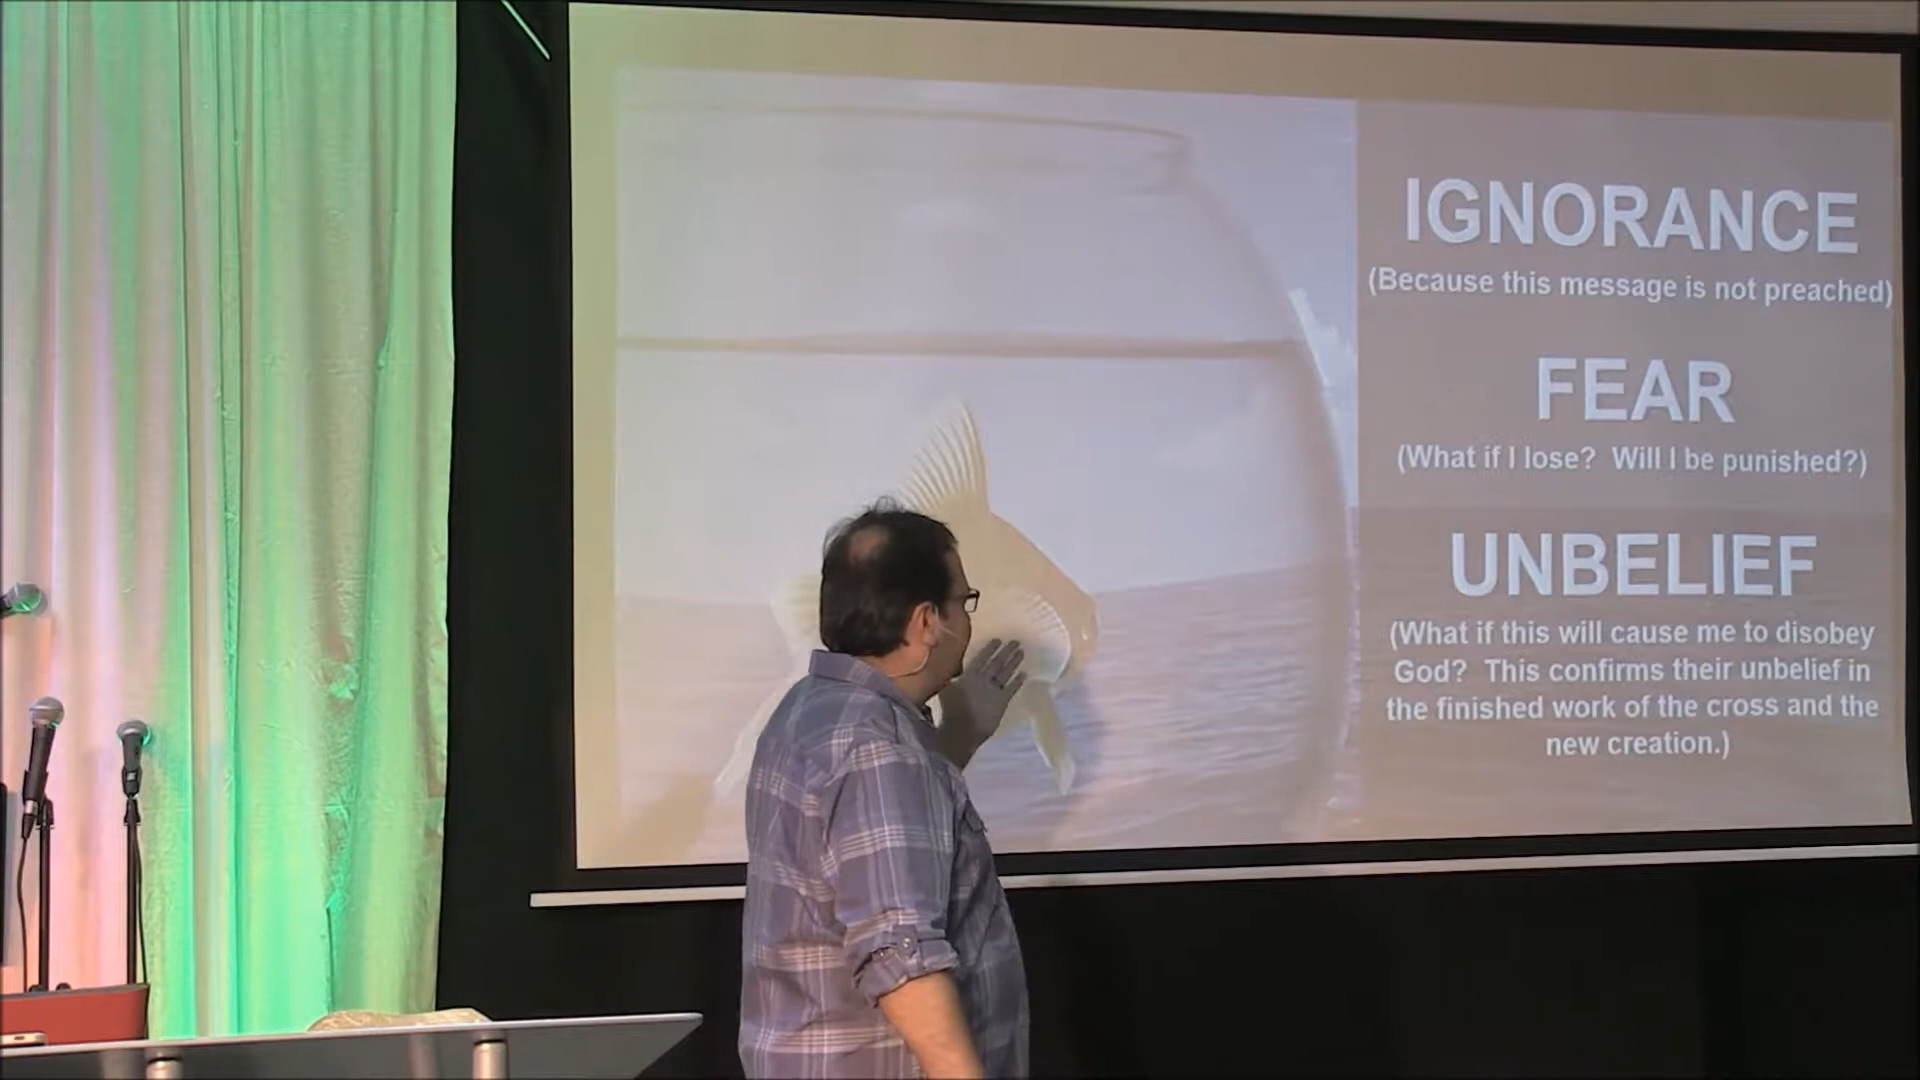 IGNORANCE
(Because this message is not preached)
FEAR
(What if I lose? Will I be punished?)
UNBELIEF
(What if this will cause me to disobey
God? This confirms their unbelief in
the finished work of the cross and the
new creation.)